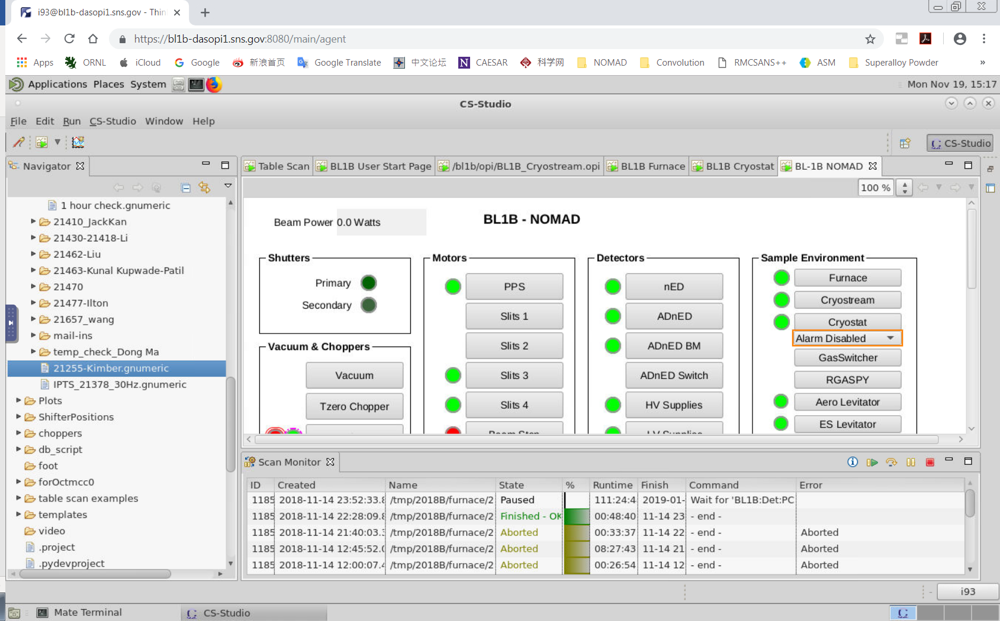 i93@bl1b-dasopi1.sns.gov - Thin
https://bl1b-dasopi1.sns.gov:8080/main/agent
Apps ORNL iCloud Google 新浪首页 Google Translate 中文论坛 CAESAR 科学网 NOMAD Convolution RMCSANS++ ASM Superalloy Powder »
Applications Places System Mon Nov 19, 15:17
CS-Studio
File Edit Run CS-Studio Window Help
CS-Studio
Navigator
1 hour check.gnumeric
21410_JackKan
21430-21418-Li
21462-Liu
21463-Kunal Kupwade-Patil
21470
21477-Ilton
21657_wang
mail-ins
temp_check_Dong Ma
21255-Kimber.gnumeric
IPTS_21378_30Hz.gnumeric
Plots
ShifterPositions
choppers
db_script
foot
forOctmcc0
table scan examples
templates
video
.project
.pydevproject
Table Scan BL1B User Start Page /bl1b/opi/BL1B_Cryostream.opi BL1B Furnace BL1B Cryostat BL-1B NOMAD
100 %
Beam Power 0.0 Watts
BL1B - NOMAD
Shutters
Primary
Secondary
Vacuum & Choppers
Vacuum
Tzero Chopper
Motors
PPS
Slits 1
Slits 2
Slits 3
Slits 4
Beam Stop
Detectors
nED
ADnED
ADnED BM
ADnED Switch
HV Supplies
LV Supplies
Sample Environment
Furnace
Cryostream
Cryostat
Alarm Disabled
GasSwitcher
RGASPY
Aero Levitator
ES Levitator
Scan Monitor
ID Created Name State % Runtime Finish Command Error
1185 2018-11-14 23:52:33.8 /tmp/2018B/furnace/2 Paused 111:24:4 2019-01- Wait for 'BL1B:Det:PC
1185 2018-11-14 22:28:09.8 /tmp/2018B/furnace/2 Finished - OK 00:48:40 11-14 23 - end -
1185 2018-11-14 21:40:03.3 /tmp/2018B/furnace/2 Aborted 00:33:37 11-14 22 - end - Aborted
1185 2018-11-14 12:45:52.0 /tmp/2018B/furnace/2 Aborted 08:27:43 11-14 21 - end - Aborted
1185 2018-11-14 12:00:07.4 /tmp/2018B/furnace/2 Aborted 00:26:54 11-14 12 - end - Aborted
i93
Mate Terminal CS-Studio